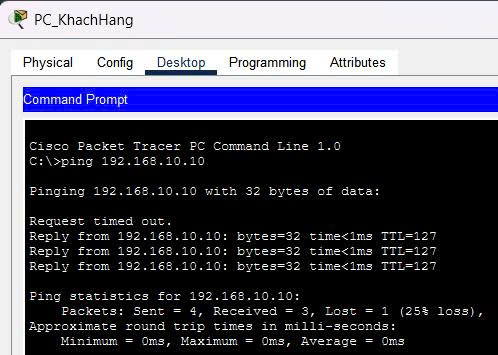 PC_KhachHang
Physical Config Desktop Programming Attributes
Command Prompt
Cisco Packet Tracer PC Command Line 1.0
C:\>ping 192.168.10.10
Pinging 192.168.10.10 with 32 bytes of data:
Request timed out.
Reply from 192.168.10.10: bytes=32 time<1ms TTL=127
Reply from 192.168.10.10: bytes=32 time<1ms TTL=127
Reply from 192.168.10.10: bytes=32 time<1ms TTL=127
Ping statistics for 192.168.10.10:
Packets: Sent = 4, Received = 3, Lost = 1 (25% loss),
Approximate round trip times in milli-seconds:
Minimum = 0ms, Maximum = 0ms, Average = 0ms